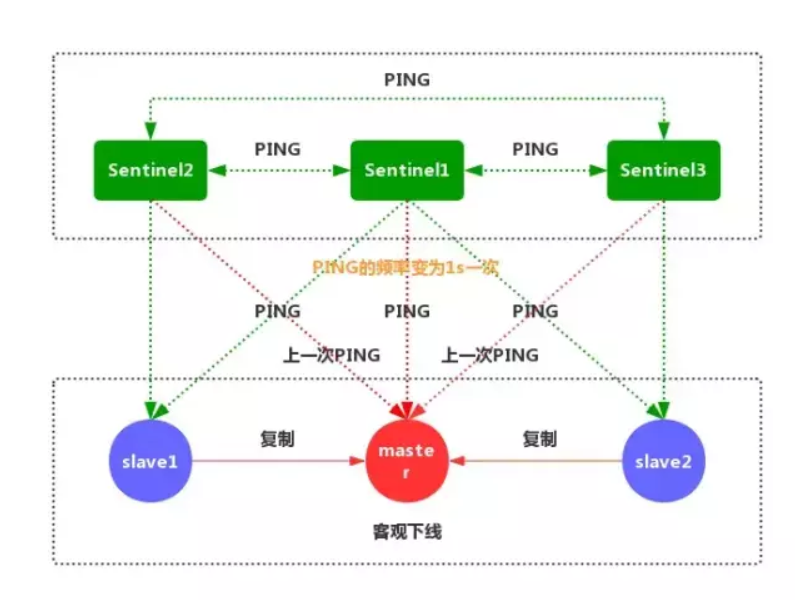 PING
PING
PING
Sentinel2
Sentinel1
Sentinel3
PING的频率变为1s一次
PING
PING
PING
上一次PING
上一次PING
复制
复制
slave1
maste
r
slave2
客观下线